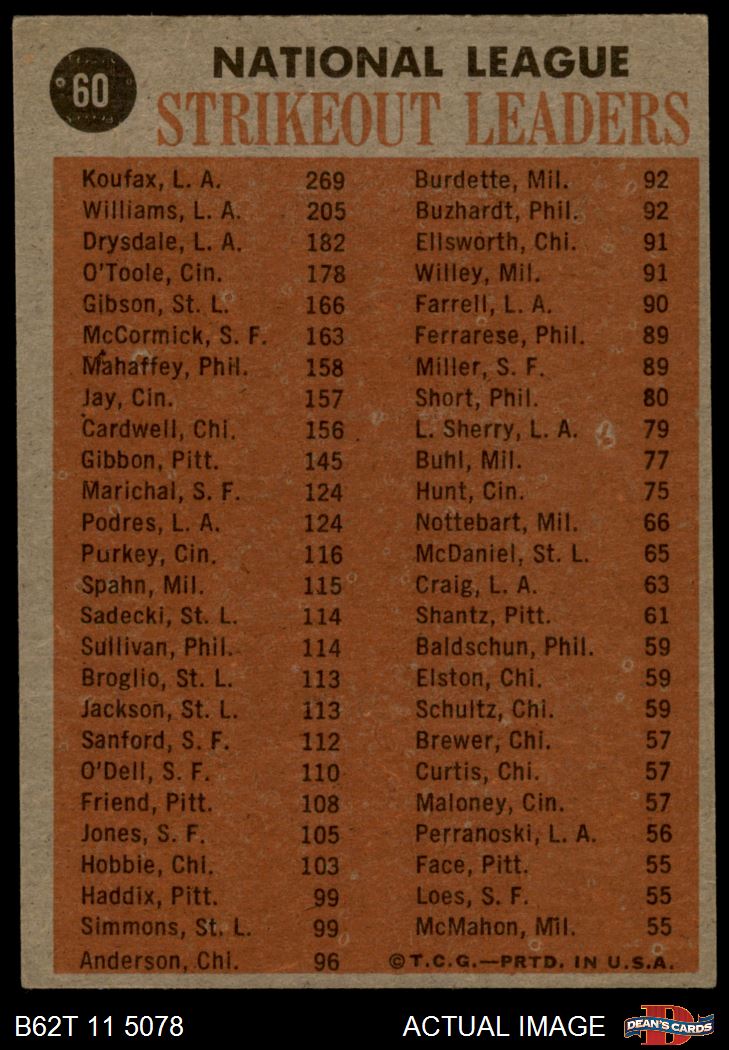 60
NATIONAL LEAGUE
STRIKEOUT LEADERS
Koufax, L. A. 269
Williams, L. A. 205
Drysdale, L. A. 182
O'Toole, Cin. 178
Gibson, St. L. 166
McCormick, S. F. 163
Mahaffey, Phil. 158
Jay, Cin. 157
Cardwell, Chi. 156
Gibbon, Pitt. 145
Marichal, S. F. 124
Podres, L. A. 124
Purkey, Cin. 116
Spahn, Mil. 115
Sadecki, St. L. 114
Sullivan, Phil. 114
Broglio, St. L. 113
Jackson, St. L. 113
Sanford, S. F. 112
O'Dell, S. F. 110
Friend, Pitt. 108
Jones, S. F. 105
Hobbie, Chi. 103
Haddix, Pitt. 99
Simmons, St. L. 99
Anderson, Chi. 96
Burdette, Mil. 92
Buzhardt, Phil. 92
Ellsworth, Chi. 91
Willey, Mil. 91
Farrell, L. A. 90
Ferrarese, Phil. 89
Miller, S. F. 89
Short, Phil. 80
L. Sherry, L. A. 79
Buhl, Mil. 77
Hunt, Cin. 75
Nottebart, Mil. 66
McDaniel, St. L. 65
Craig, L. A. 63
Shantz, Pitt. 61
Baldschun, Phil. 59
Elston, Chi. 59
Schultz, Chi. 59
Brewer, Chi. 57
Curtis, Chi. 57
Maloney, Cin. 57
Perranoski, L. A. 56
Face, Pitt. 55
Loes, S. F. 55
McMahon, Mil. 55
©T.C.G.—PRTD. IN U.S.A.
B62T 11 5078 ACTUAL IMAGE
D
DEAN'S CARDS